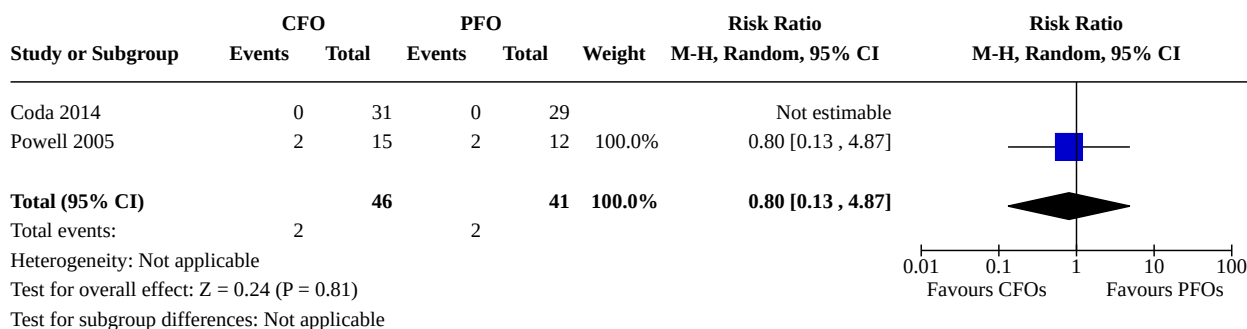 CFO PFO Risk Ratio Risk Ratio
Study or Subgroup Events Total Events Total Weight M-H, Random, 95% CI M-H, Random, 95% CI
Coda 2014 0 31 0 29 Not estimable
Powell 2005 2 15 2 12 100.0% 0.80 [0.13 , 4.87]
Total (95% CI) 46 41 100.0% 0.80 [0.13 , 4.87]
Total events: 2 2
Heterogeneity: Not applicable
0.01 0.1 1 10 100
Test for overall effect: Z = 0.24 (P = 0.81)
Favours CFOs Favours PFOs
Test for subgroup differences: Not applicable